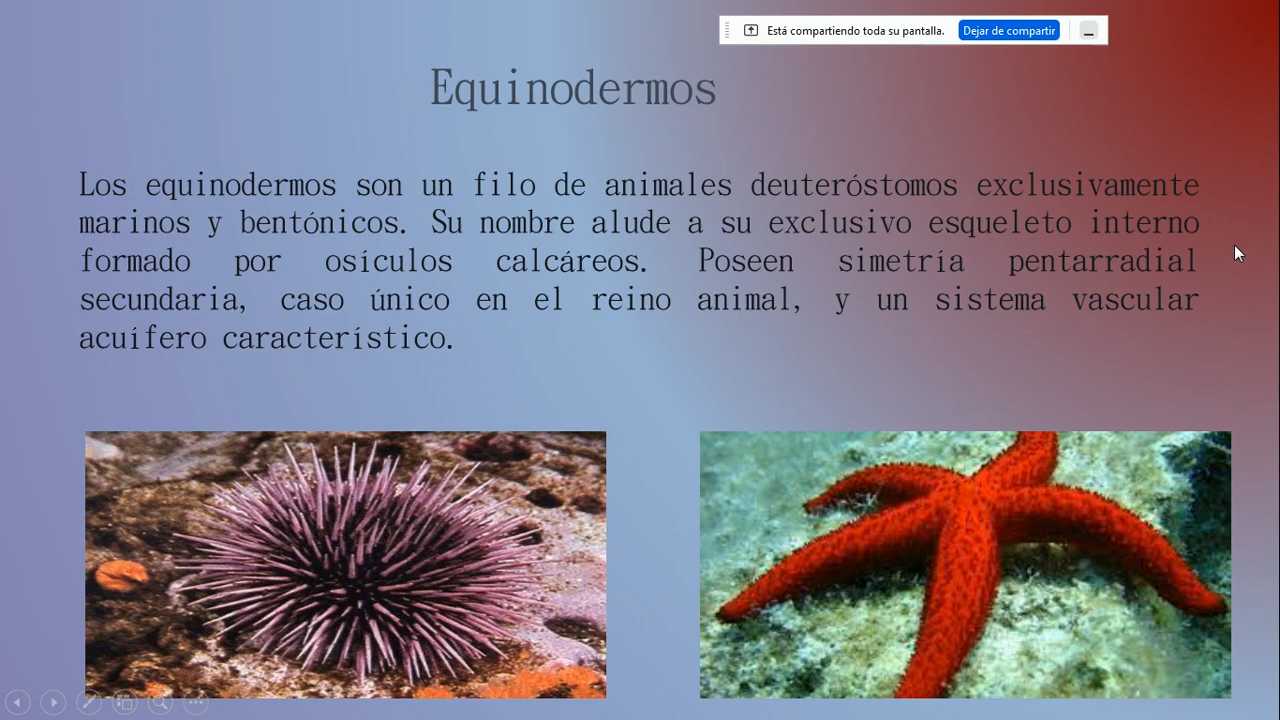 Está compartiendo toda su pantalla. Dejar de compartir
Equinodermos
Los equinodermos son un filo de animales deuteróstomos exclusivamente
marinos y bentónicos. Su nombre alude a su exclusivo esqueleto interno
formado por osículos calcáreos. Poseen simetría pentarradial
secundaria, caso único en el reino animal, y un sistema vascular
acuífero característico.